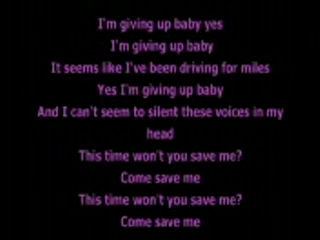 I'm giving up baby yes
I'm giving up baby
It seems like I've been driving for miles
Yes I'm giving up baby
And I can't seem to silent these voices in my
head
This time won't you save me?
Come save me
This time won't you save me?
Come save me